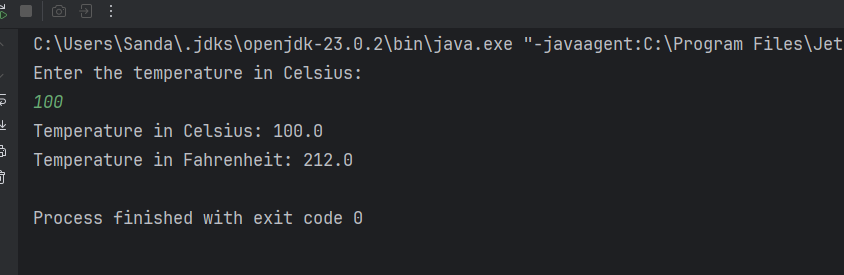 C:\Users\Sanda\.jdks\openjdk-23.0.2\bin\java.exe "-javaagent:C:\Program Files\Jet
Enter the temperature in Celsius:
100
Temperature in Celsius: 100.0
Temperature in Fahrenheit: 212.0
Process finished with exit code 0